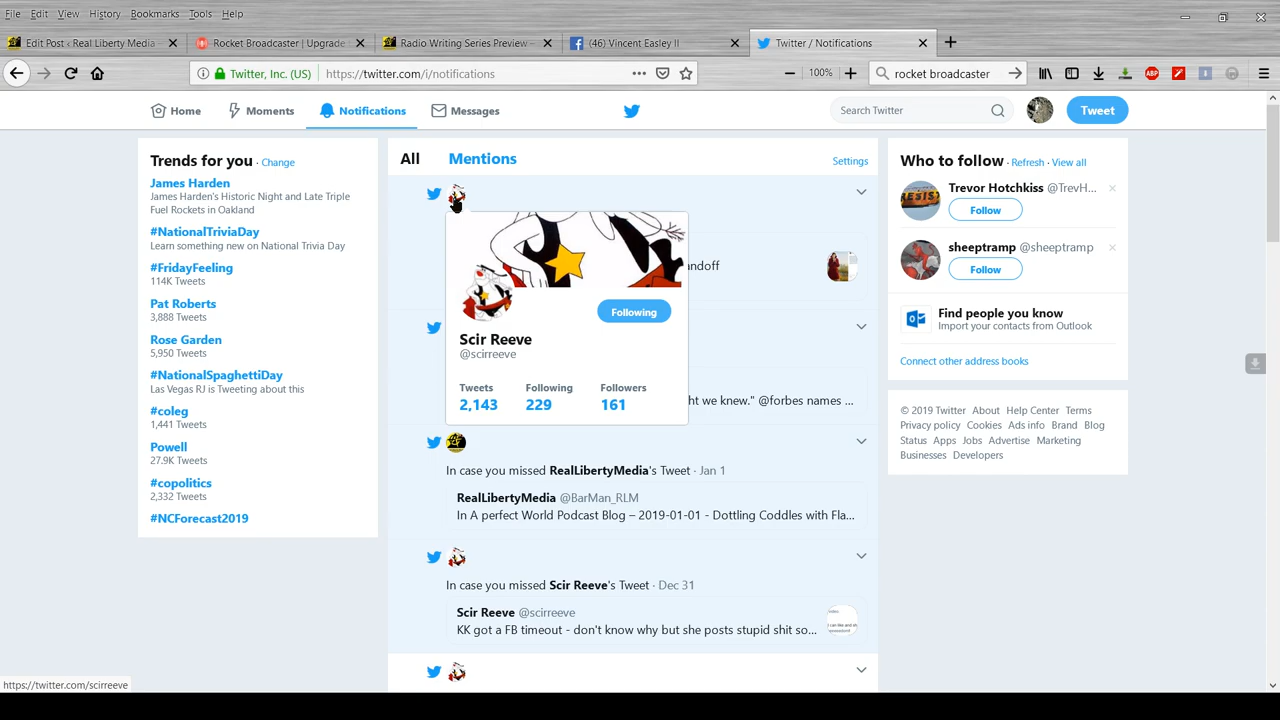 File Edit View History Bookmarks Tools Help
Edit Post ‹ Real Liberty Media
Rocket Broadcaster | Upgrade
Radio Writing Series Preview –
(46) Vincent Easley II
Twitter / Notifications
Twitter, Inc. (US) https://twitter.com/i/notifications
100%
rocket broadcaster
ABP
Home Moments Notifications Messages
Search Twitter
Tweet
Trends for you · Change
James Harden
James Harden's Historic Night and Late Triple
Fuel Rockets in Oakland
#NationalTriviaDay
Learn something new on National Trivia Day
#FridayFeeling
114K Tweets
Pat Roberts
3,888 Tweets
Rose Garden
5,950 Tweets
#NationalSpaghettiDay
Las Vegas RJ is Tweeting about this
#coleg
1,441 Tweets
Powell
27.9K Tweets
#copolitics
2,332 Tweets
#NCForecast2019
All Mentions Settings
Following
Scir Reeve
@scirreeve
Tweets Following Followers
2,143 229 161
ht we knew." @forbes names ...
In case you missed RealLibertyMedia's Tweet · Jan 1
RealLibertyMedia @BarMan_RLM
In A perfect World Podcast Blog – 2019-01-01 - Dottling Coddles with Fla...
In case you missed Scir Reeve's Tweet · Dec 31
Scir Reeve @scirreeve
KK got a FB timeout - don't know why but she posts stupid shit so...
Who to follow · Refresh · View all
Trevor Hotchkiss @TrevH...
Follow
sheeptramp @sheeptramp
Follow
Find people you know
Import your contacts from Outlook
Connect other address books
© 2019 Twitter About Help Center Terms
Privacy policy Cookies Ads info Brand Blog
Status Apps Jobs Advertise Marketing
Businesses Developers
https://twitter.com/scirreeve